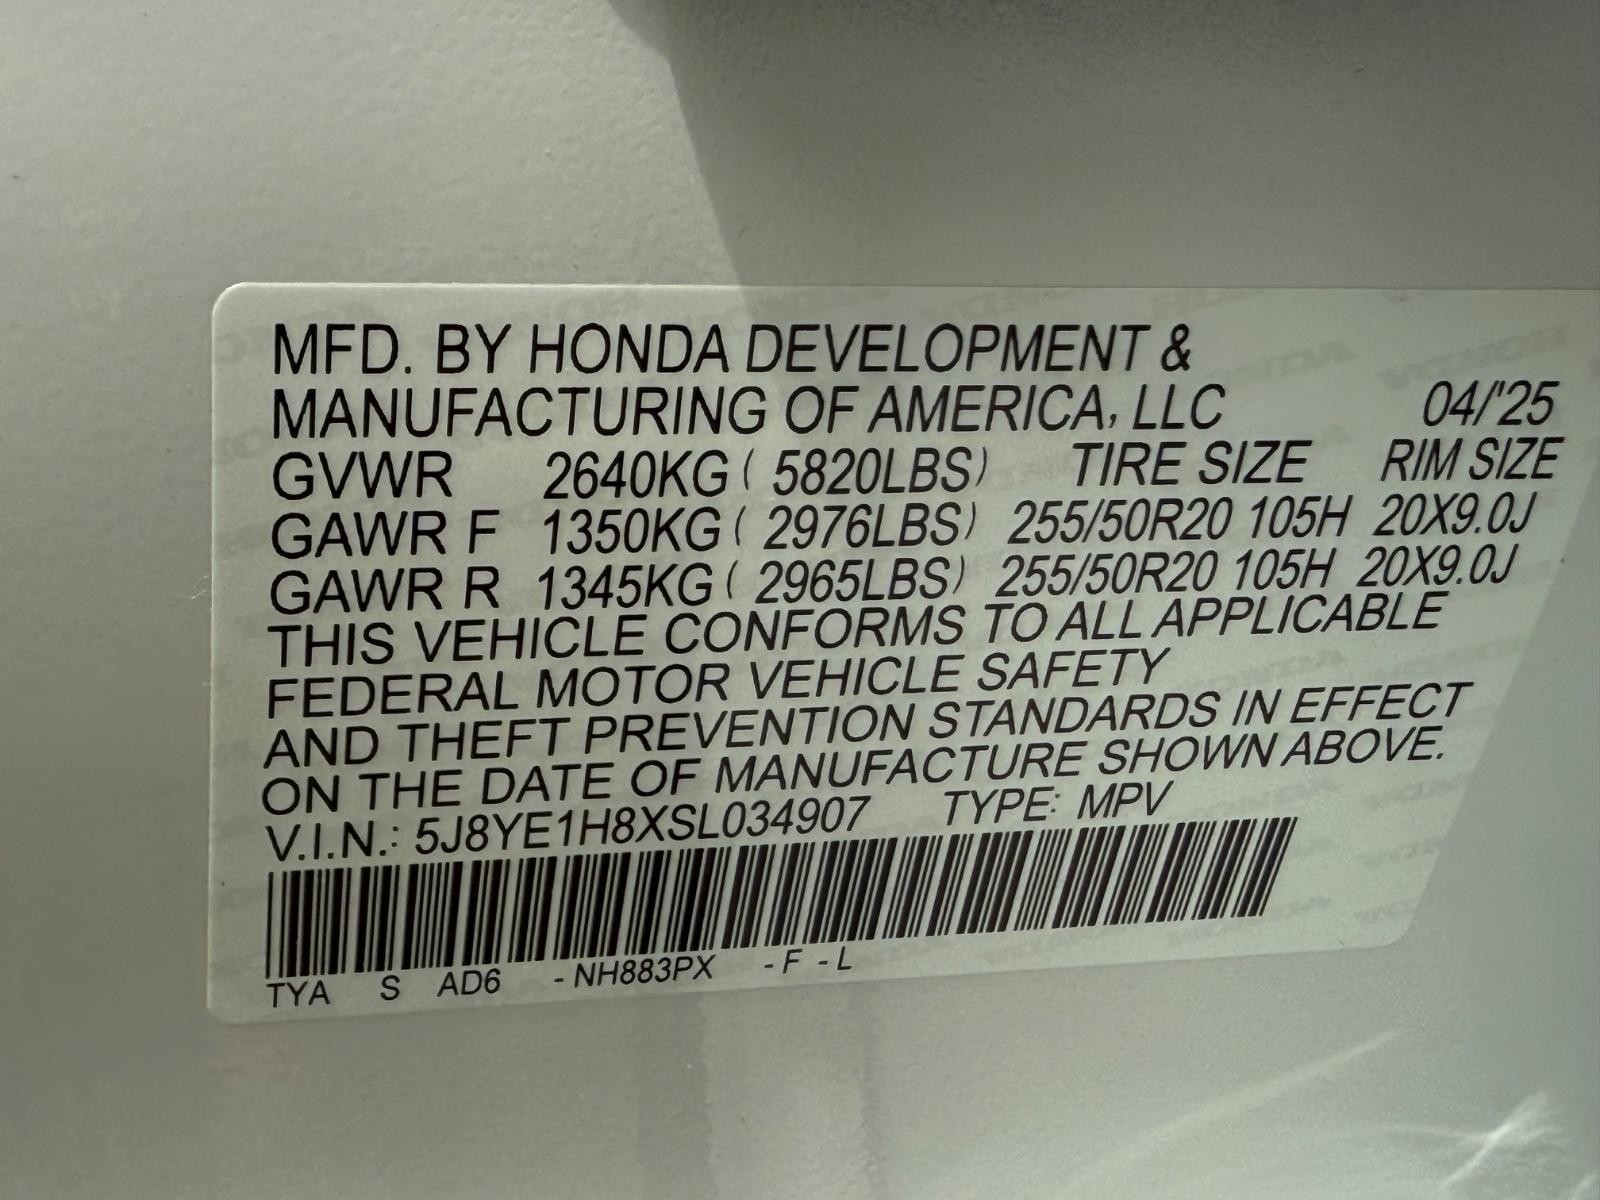 MFD. BY HONDA DEVELOPMENT &
MANUFACTURING OF AMERICA, LLC 04/'25
GVWR 2640KG ( 5820LBS) TIRE SIZE RIM SIZE
GAWR F 1350KG ( 2976LBS) 255/50R20 105H 20X9.0J
GAWR R 1345KG ( 2965LBS) 255/50R20 105H 20X9.0J
THIS VEHICLE CONFORMS TO ALL APPLICABLE
FEDERAL MOTOR VEHICLE SAFETY
AND THEFT PREVENTION STANDARDS IN EFFECT
ON THE DATE OF MANUFACTURE SHOWN ABOVE.
V.I.N.: 5J8YE1H8XSL034907 TYPE: MPV
TYA S AD6 - NH883PX - F - L